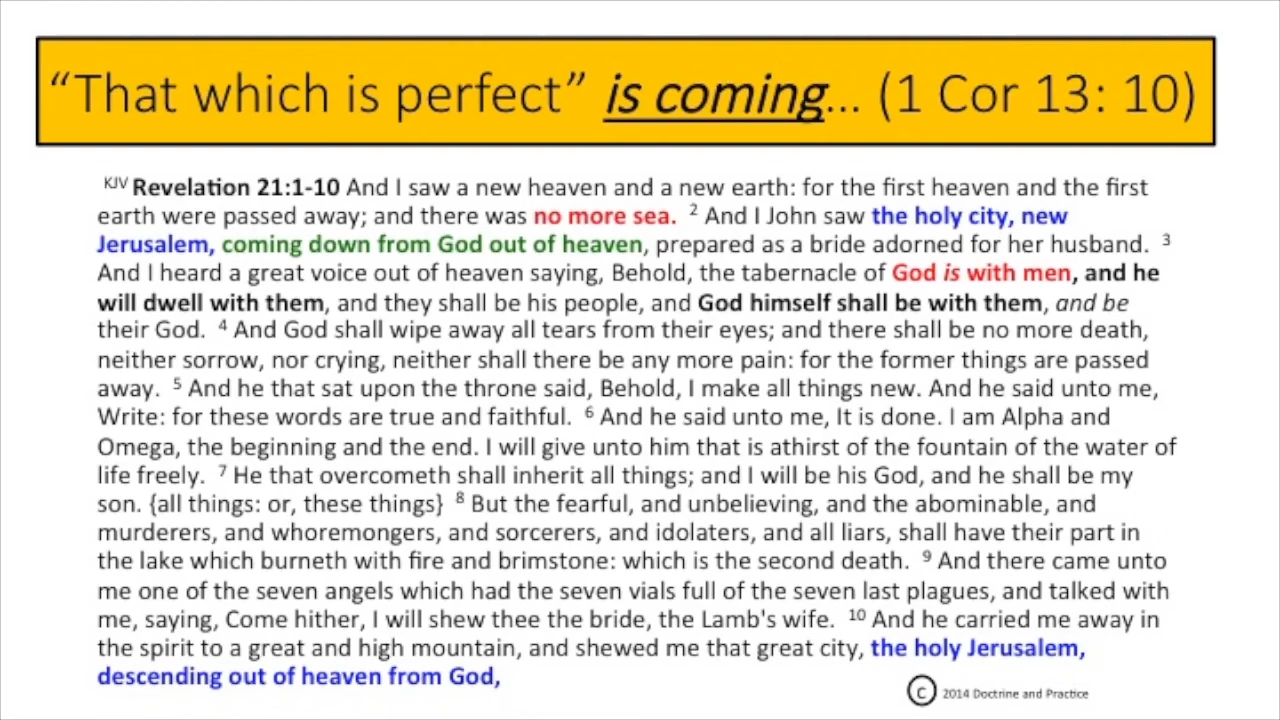 “That which is perfect” is coming... (1 Cor 13: 10)
KJV Revelation 21:1-10 And I saw a new heaven and a new earth: for the first heaven and the first
earth were passed away; and there was no more sea. 2 And I John saw the holy city, new
Jerusalem, coming down from God out of heaven, prepared as a bride adorned for her husband. 3
And I heard a great voice out of heaven saying, Behold, the tabernacle of God is with men, and he
will dwell with them, and they shall be his people, and God himself shall be with them, and be
their God. 4 And God shall wipe away all tears from their eyes; and there shall be no more death,
neither sorrow, nor crying, neither shall there be any more pain: for the former things are passed
away. 5 And he that sat upon the throne said, Behold, I make all things new. And he said unto me,
Write: for these words are true and faithful. 6 And he said unto me, It is done. I am Alpha and
Omega, the beginning and the end. I will give unto him that is athirst of the fountain of the water of
life freely. 7 He that overcometh shall inherit all things; and I will be his God, and he shall be my
son. {all things: or, these things} 8 But the fearful, and unbelieving, and the abominable, and
murderers, and whoremongers, and sorcerers, and idolaters, and all liars, shall have their part in
the lake which burneth with fire and brimstone: which is the second death. 9 And there came unto
me one of the seven angels which had the seven vials full of the seven last plagues, and talked with
me, saying, Come hither, I will shew thee the bride, the Lamb's wife. 10 And he carried me away in
the spirit to a great and high mountain, and shewed me that great city, the holy Jerusalem,
descending out of heaven from God,
© 2014 Doctrine and Practice